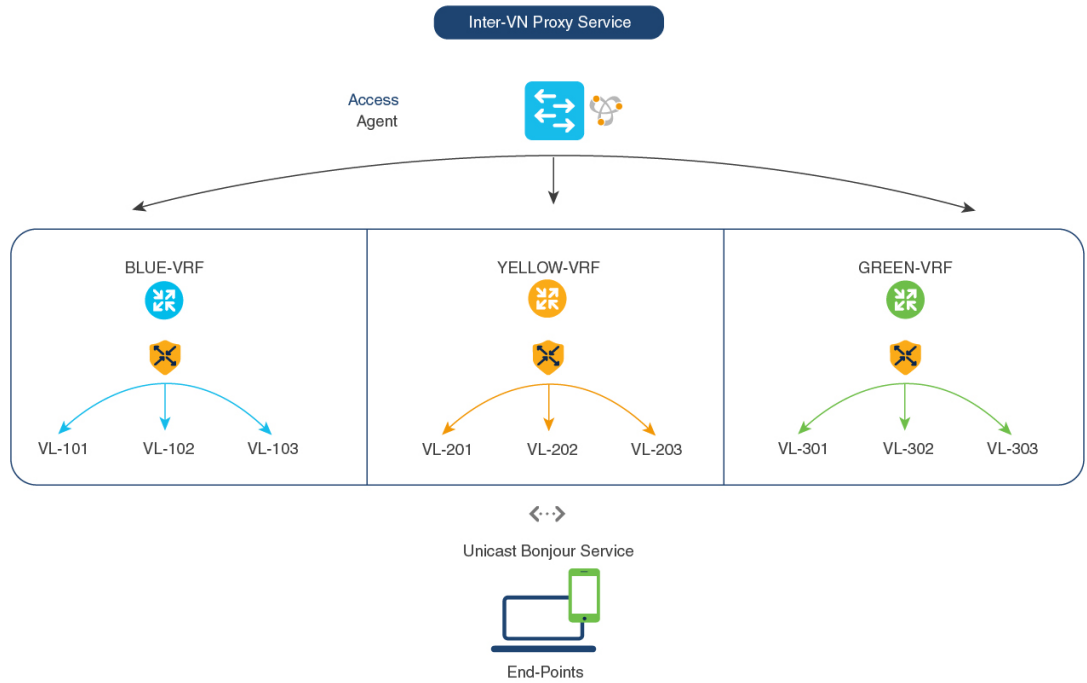 Inter-VN Proxy Service
Access
Agent
BLUE-VRF
YELLOW-VRF
GREEN-VRF
VL-101
VL-102
VL-103
VL-201
VL-202
VL-203
VL-301
VL-302
VL-303
Unicast Bonjour Service
End-Points